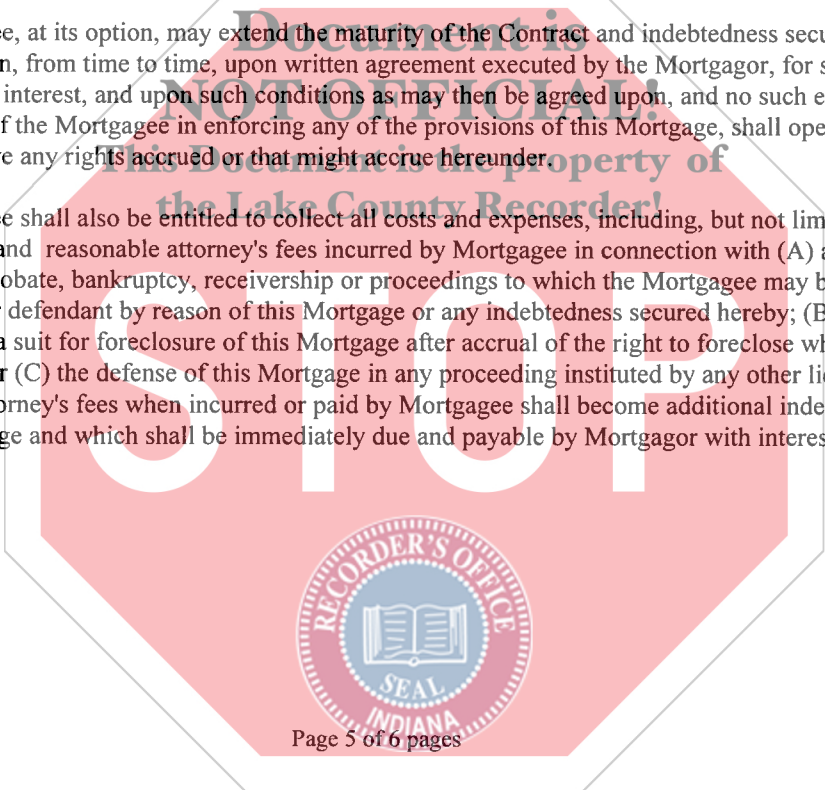 Document is
ee, at its option, may extend the maturity of the Contract and indebtedness secu
n, from time to time, upon written agreement executed by the Mortgagor, for s
NOT OFFICIAL!
interest, and upon such conditions as may then be agreed upon, and no such e
f the Mortgagee in enforcing any of the provisions of this Mortgage, shall ope
e any rights accrued or that might accrue hereunder.
This Document is the property of
the Lake County Recorder!
ee shall also be entitled to collect all costs and expenses, including, but not lim
and reasonable attorney's fees incurred by Mortgagee in connection with (A) a
obate, bankruptcy, receivership or proceedings to which the Mortgagee may b
r defendant by reason of this Mortgage or any indebtedness secured hereby; (B
a suit for foreclosure of this Mortgage after accrual of the right to foreclose wh
r (C) the defense of this Mortgage in any proceeding instituted by any other lie
orney's fees when incurred or paid by Mortgagee shall become additional inde
ge and which shall be immediately due and payable by Mortgagor with interes
STOP
RECORDER'S OFFICE
SEAL
INDIANA
Page 5 of 6 pages